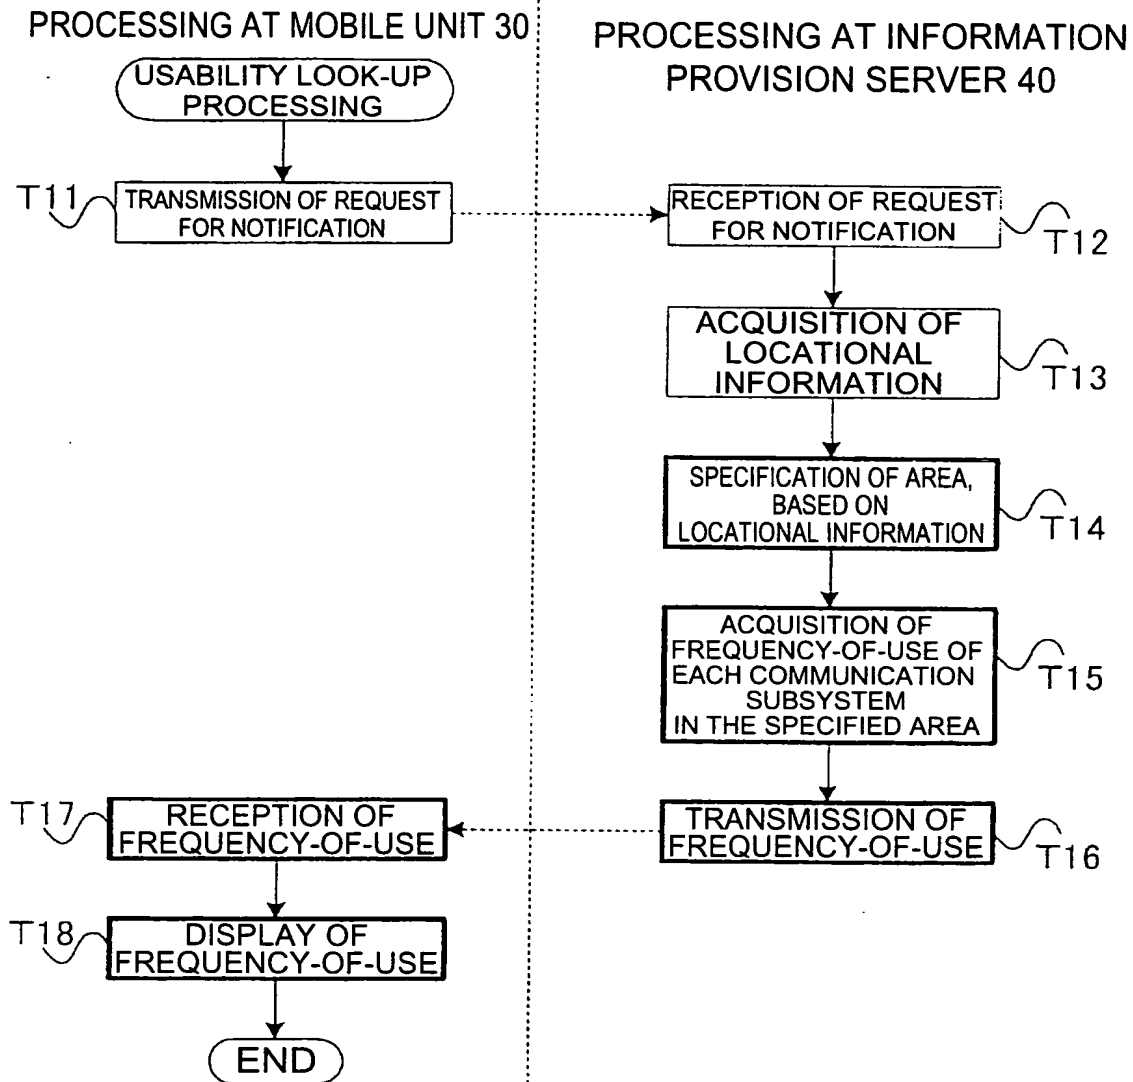 PROCESSING AT MOBILE UNIT 30
PROCESSING AT INFORMATION
PROVISION SERVER 40
USABILITY LOOK-UP
PROCESSING
T11
TRANSMISSION OF REQUEST
FOR NOTIFICATION
RECEPTION OF REQUEST
FOR NOTIFICATION
T12
ACQUISITION OF
LOCATIONAL
INFORMATION
T13
SPECIFICATION OF AREA,
BASED ON
LOCATIONAL INFORMATION
T14
ACQUISITION OF
FREQUENCY-OF-USE OF
EACH COMMUNICATION
SUBSYSTEM
IN THE SPECIFIED AREA
T15
T17
RECEPTION OF
FREQUENCY-OF-USE
TRANSMISSION OF
FREQUENCY-OF-USE
T16
T18
DISPLAY OF
FREQUENCY-OF-USE
END